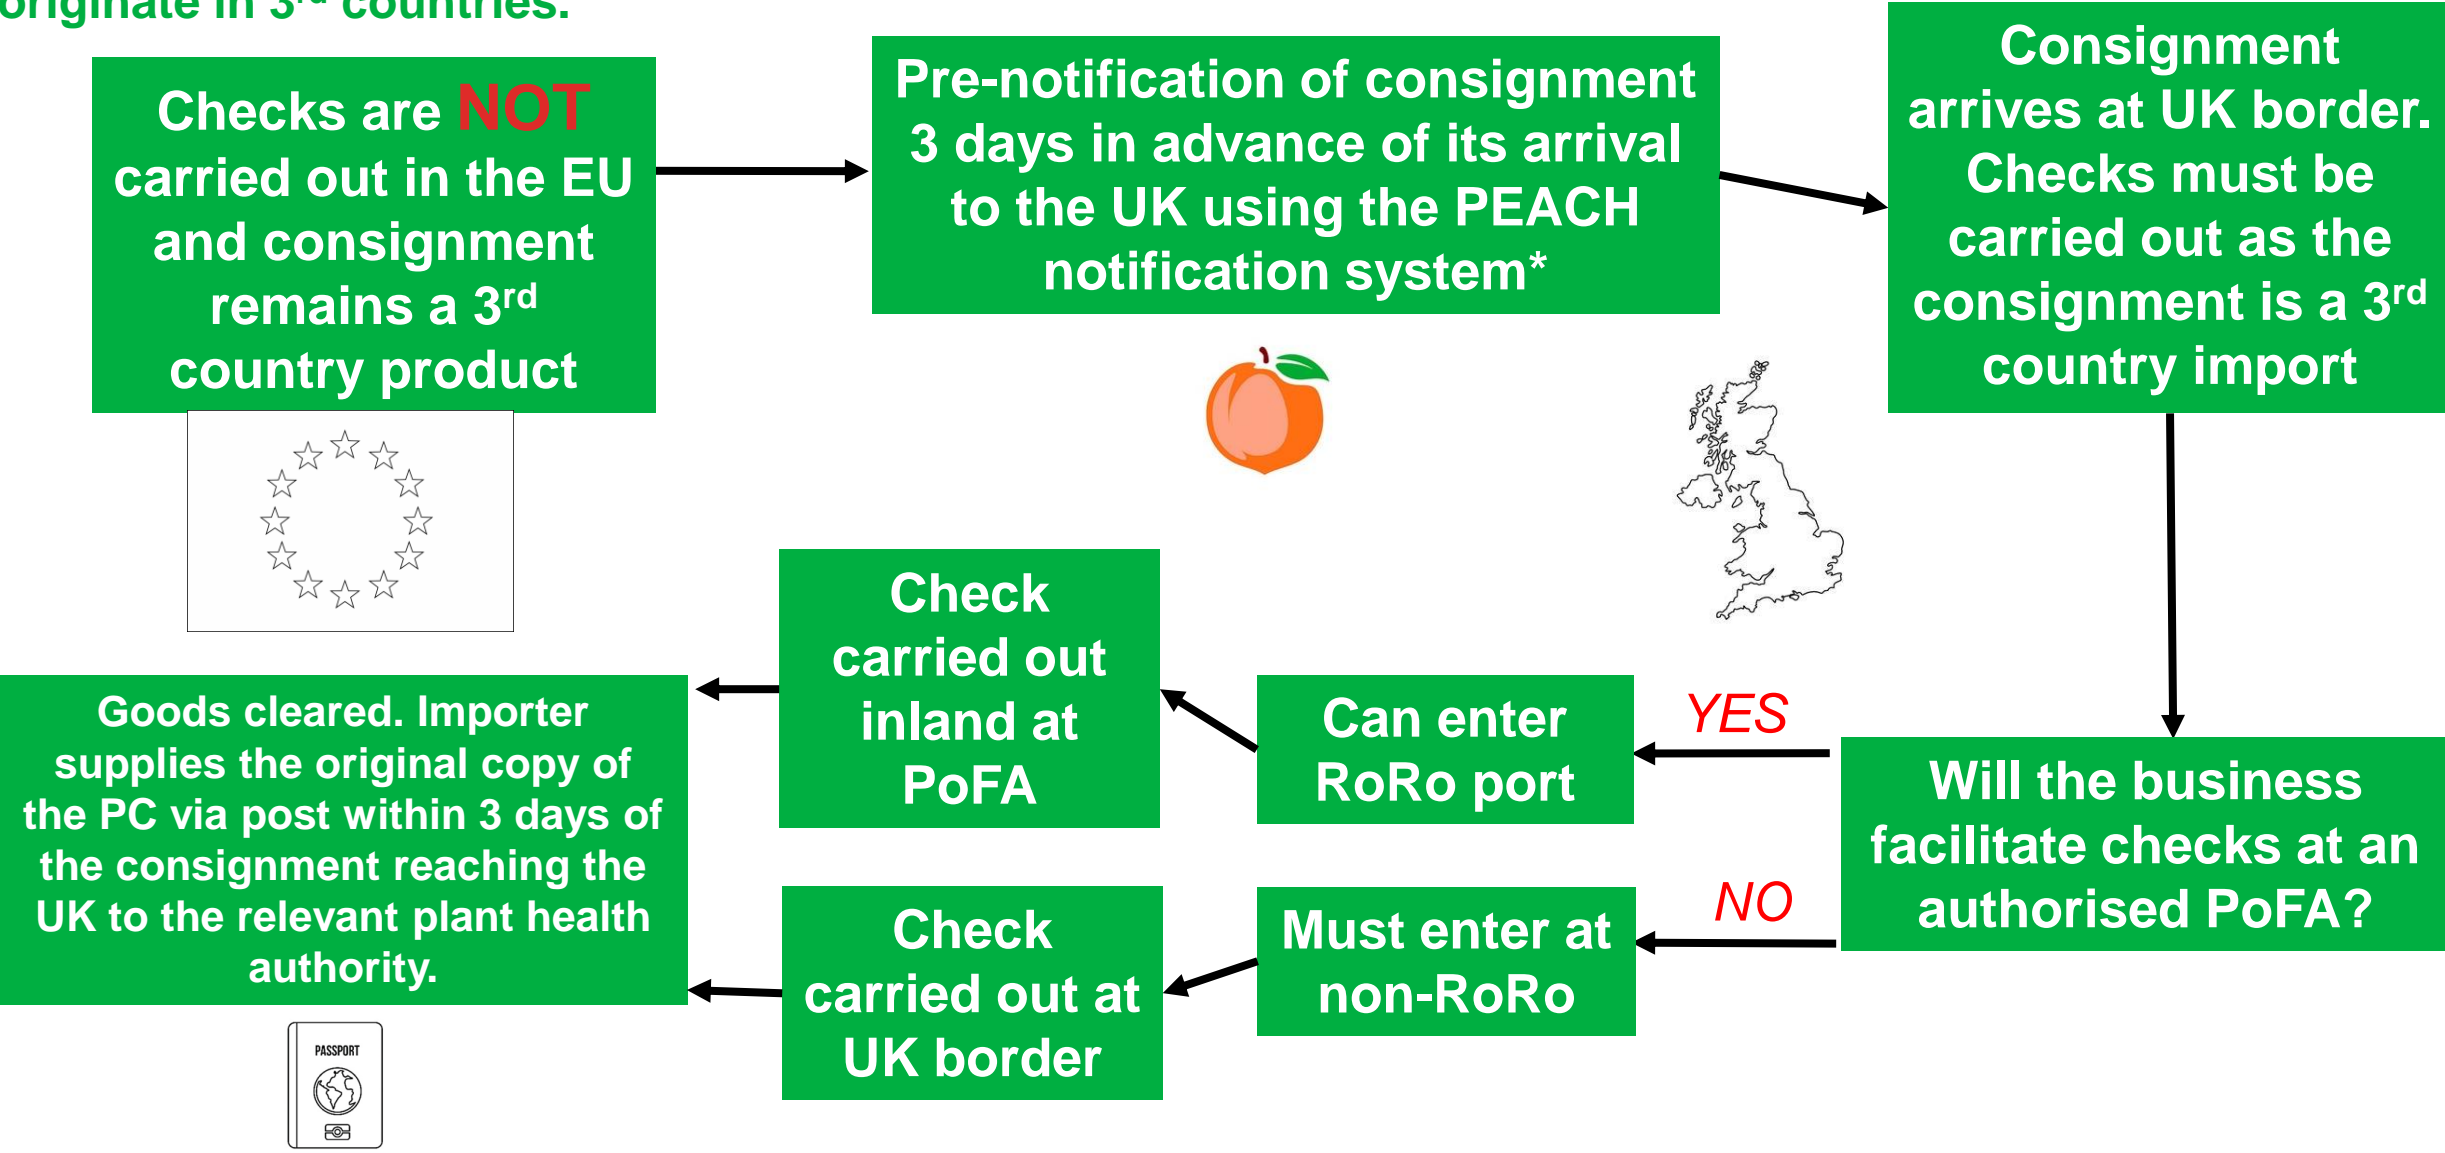 originate in 3rd countries.
Checks are NOT
carried out in the EU
and consignment
remains a 3rd
country product
Pre-notification of consignment
3 days in advance of its arrival
to the UK using the PEACH
notification system*
Consignment
arrives at UK border.
Checks must be
carried out as the
consignment is a 3rd
country import
Will the business
facilitate checks at an
authorised PoFA?
YES
Can enter
RoRo port
Check
carried out
inland at
PoFA
NO
Must enter at
non-RoRo
Check
carried out at
UK border
Goods cleared. Importer
supplies the original copy of
the PC via post within 3 days of
the consignment reaching the
UK to the relevant plant health
authority.
PASSPORT